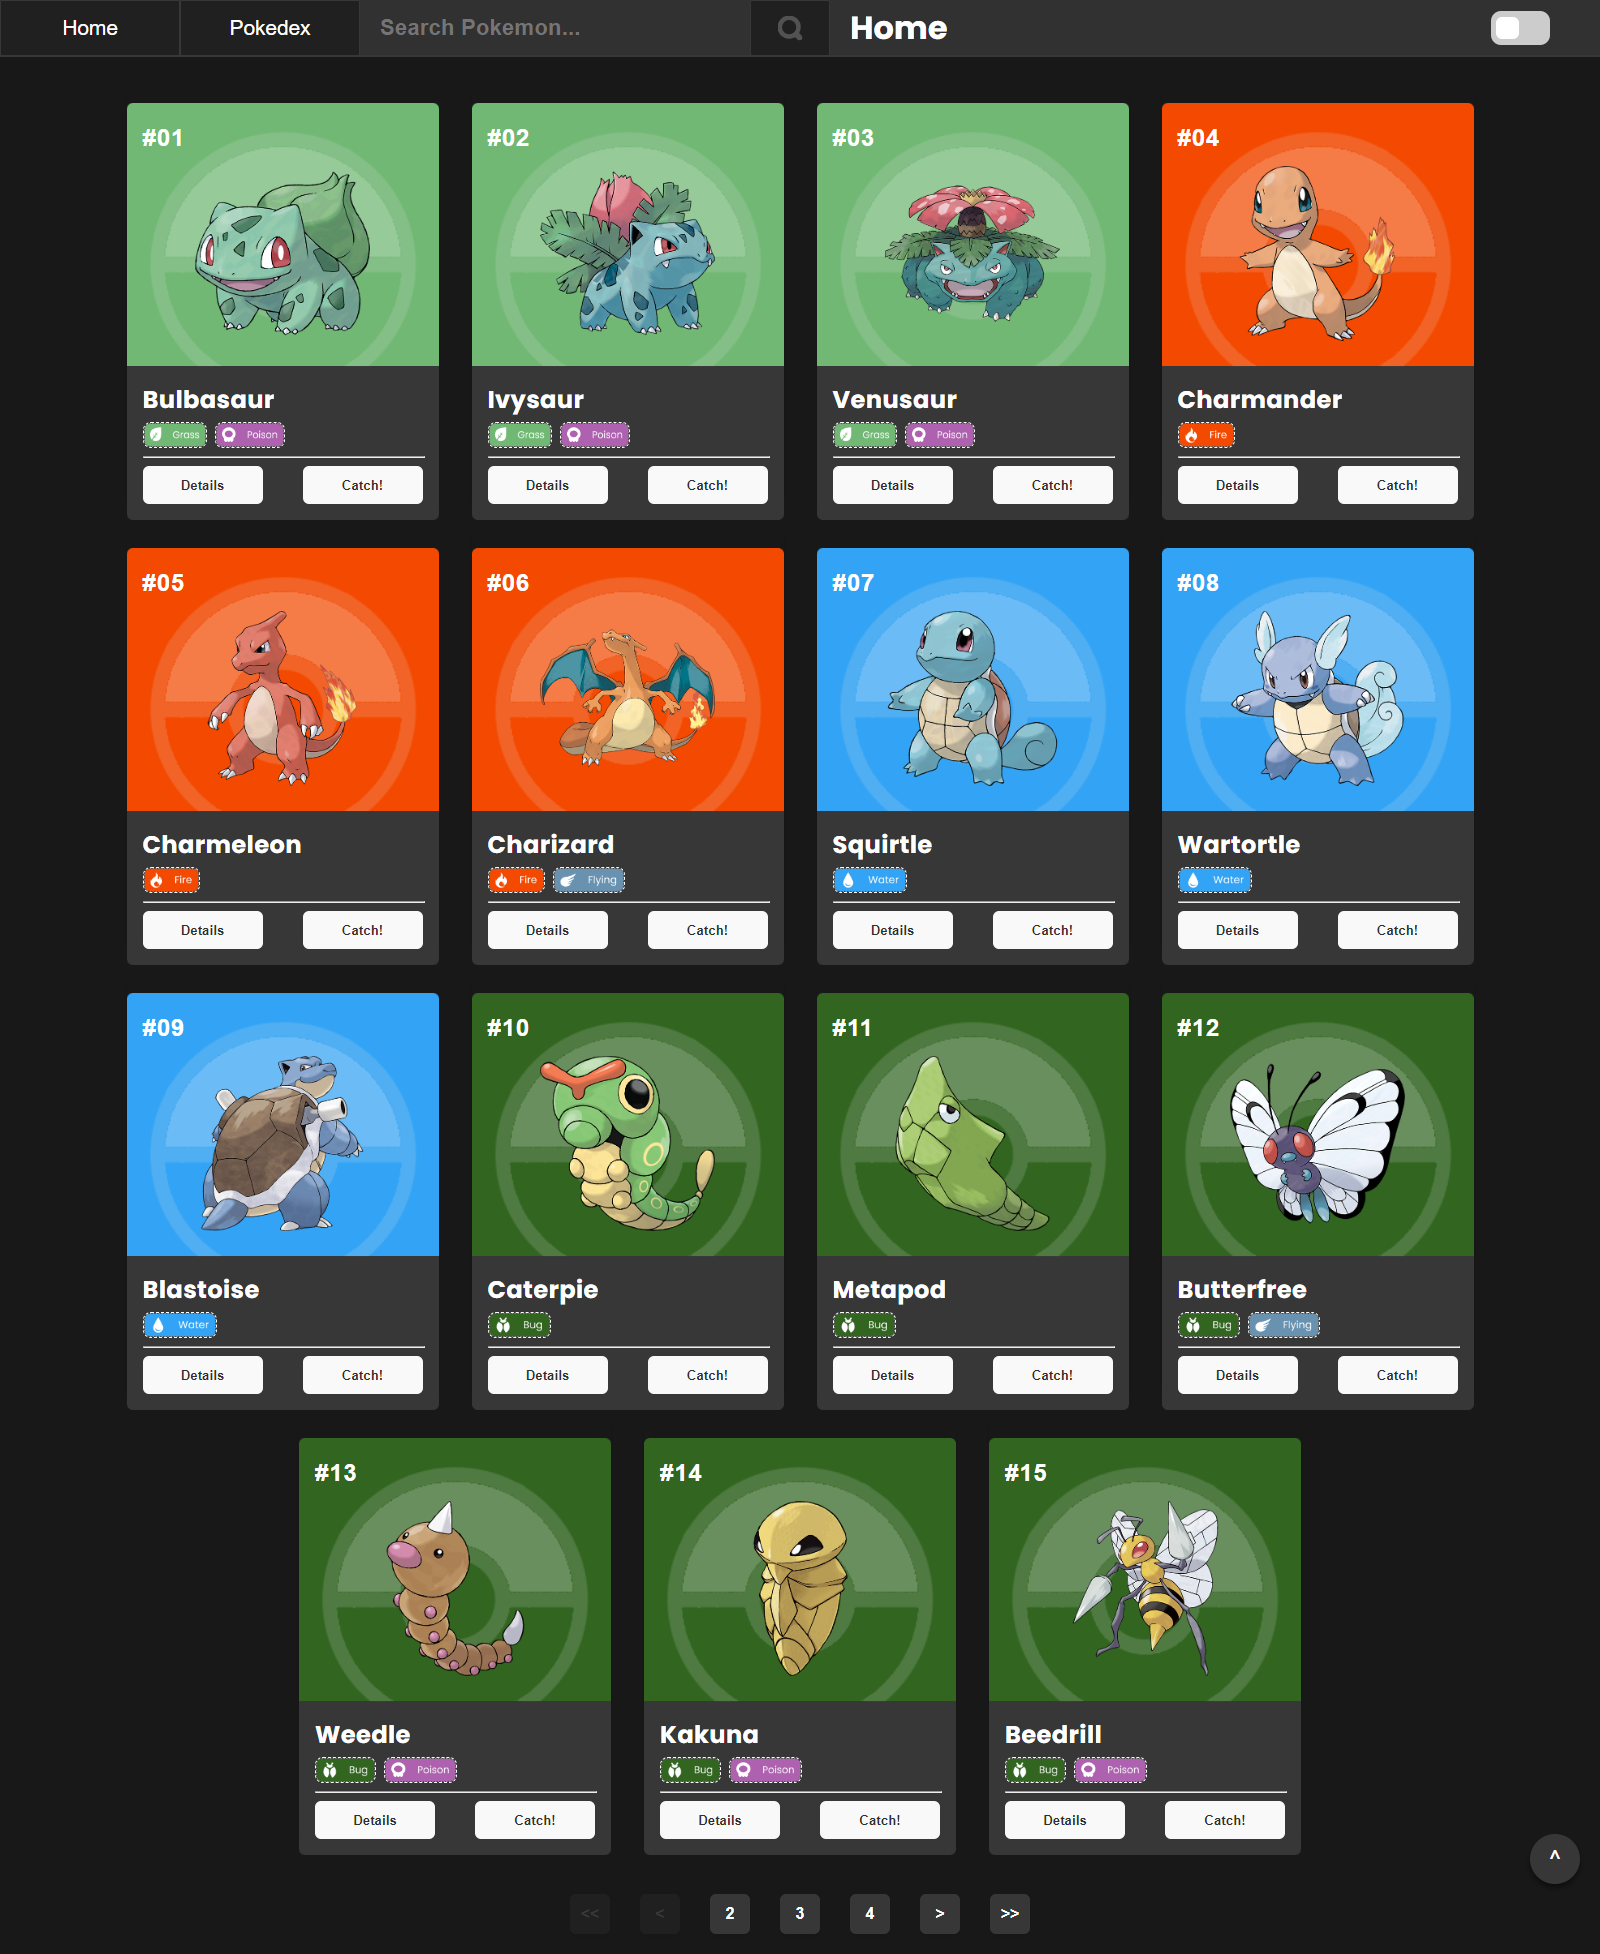 Home
Pokedex
Search Pokemon...
Home
#01
Bulbasaur
Grass
Poison
Details
Catch!
#02
Ivysaur
Grass
Poison
Details
Catch!
#03
Venusaur
Grass
Poison
Details
Catch!
#04
Charmander
Fire
Details
Catch!
#05
Charmeleon
Fire
Details
Catch!
#06
Charizard
Fire
Flying
Details
Catch!
#07
Squirtle
Water
Details
Catch!
#08
Wartortle
Water
Details
Catch!
#09
Blastoise
Water
Details
Catch!
#10
Caterpie
Bug
Details
Catch!
#11
Metapod
Bug
Details
Catch!
#12
Butterfree
Bug
Flying
Details
Catch!
#13
Weedle
Bug
Poison
Details
Catch!
#14
Kakuna
Bug
Poison
Details
Catch!
#15
Beedrill
Bug
Poison
Details
Catch!
^
<< < 2 3 4 > >>